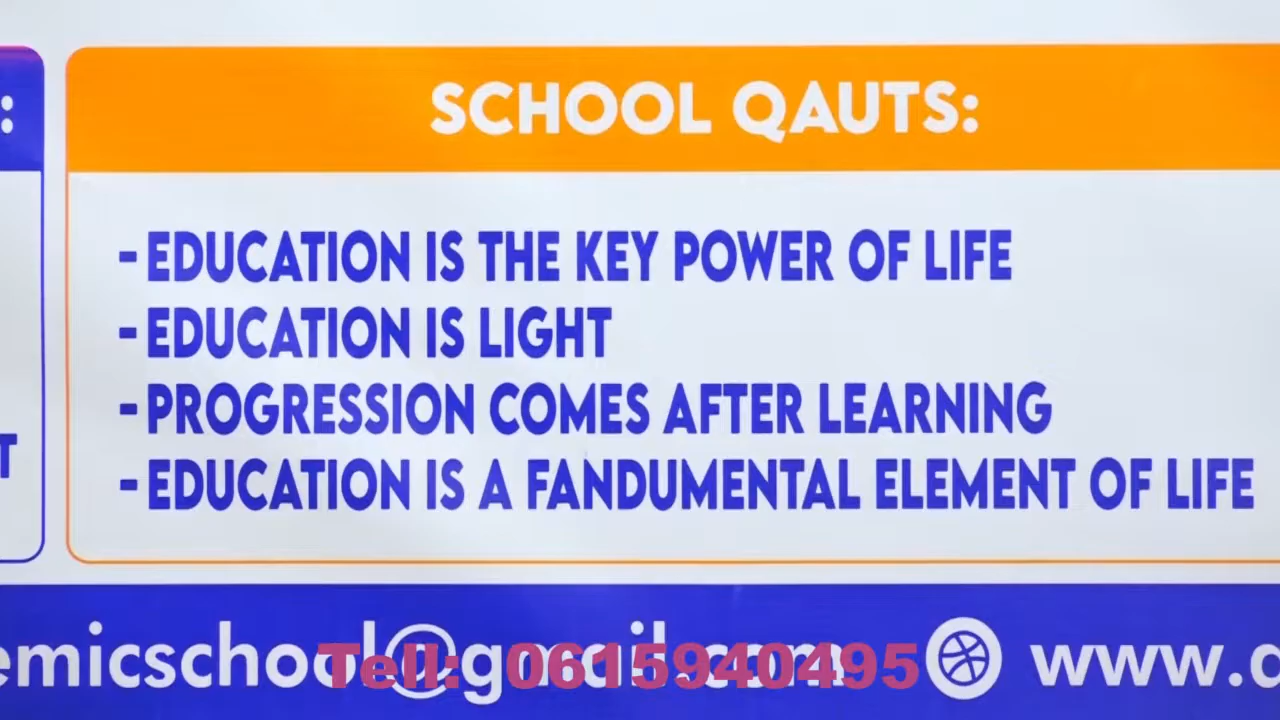 :
SCHOOL QAUTS:
-EDUCATION IS THE KEY POWER OF LIFE
-EDUCATION IS LIGHT
-PROGRESSION COMES AFTER LEARNING
T
-EDUCATION IS A FANDUMENTAL ELEMENT OF LIFE
emicschool@gmail.com
Tell: 0615940495
www.